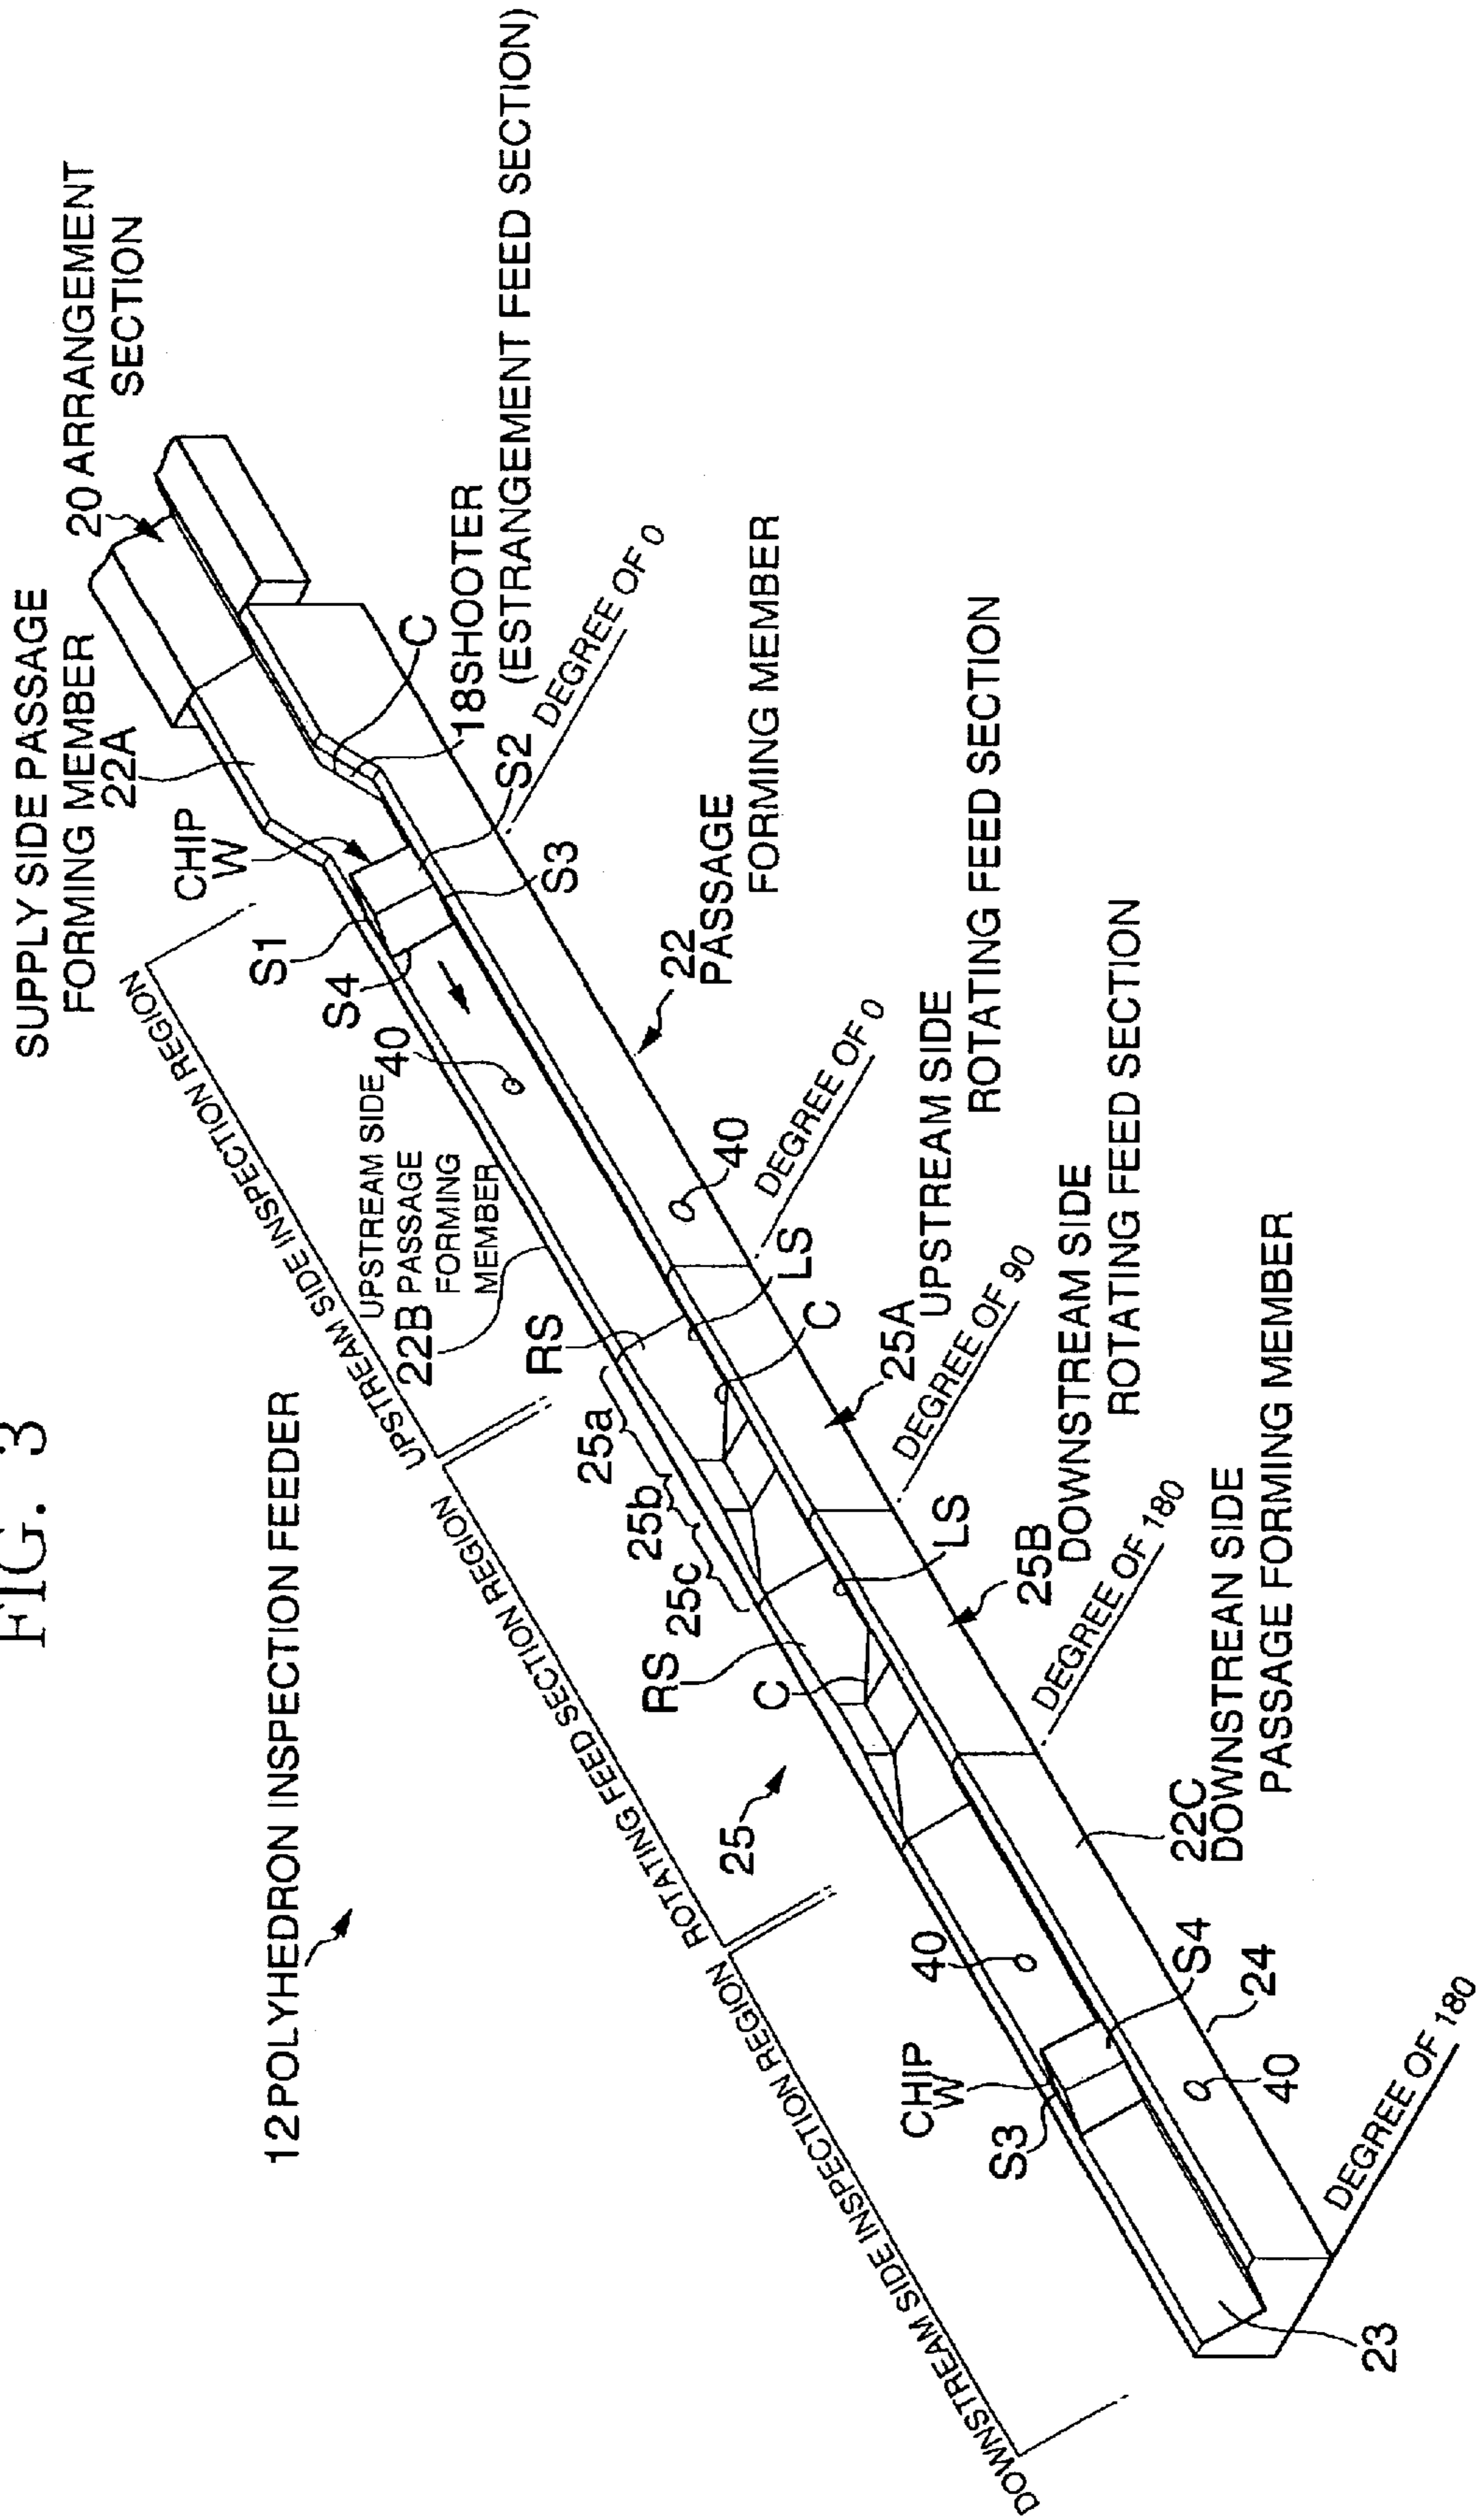 FIG. 3
12 POLYHEDRON INSPECTION FEEDER
SUPPLY SIDE PASSAGE
FORMING MEMBER
22A
20 ARRANGEMENT
SECTION
CHIP
W
C
18 SHOOTER
(ESTRANGEMENT FEED SECTION)
S1
S2
S3
S4
DEGREE OF 0
UPSTREAM SIDE INSPECTION REGION
40
UPSTREAM SIDE
22B PASSAGE
FORMING
MEMBER
22
PASSAGE
FORMING MEMBER
40
DEGREE OF 0
RS
LS
C
25A
UPSTREAM SIDE
ROTATING FEED SECTION
25a
25b
25c
DEGREE OF 90
ROTATING FEED SECTION REGION
RS
C
LS
25B
DOWNSTREAM SIDE
ROTATING FEED SECTION
25
DEGREE OF 180
22C
DOWNSTREAN SIDE
PASSAGE FORMING MEMBER
DOWNSTREAM SIDE INSPECTION REGION
40
CHIP
W
S3
S4
24
40
DEGREE OF 180
23